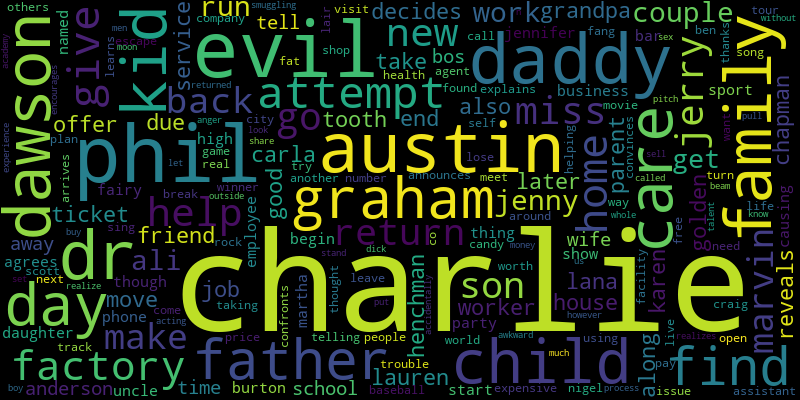 charlie
phil
austin
evil
daddy
family
dr
day
father
child
graham
dawson
kid
care
find
factory
attempt
return
help
make
go
new
back
miss
son
give
home
jerry
couple
run
work
get
jenny
marvin
ali
job
friend
offer
ticket
tooth
carla
lauren
school
henchman
worker
house
lana
wife
later
end
also
take
bos
tell
decides
grandpa
service
due
good
high
city
fairy
golden
karen
chapman
parent
reveals
causing
along
sport
business
bar
jennifer
call
fang
agent
found
explains
health
fat
shop
lair
company
visit
smuggling
tour
without
thanks
ben
song
movie
sex
named
learns
escape
men
moon
others
academy
experience
encourages
plan
arrives
away
agrees
scott
next
though
move
phone
come
acting
daughter
track
anderson
uncle
boy
set
realize
buy
time
burton
price
taking
employee
break
winner
outside
let
sing
rock
game
real
anger
look
share
try
another
number
begin
martha
confronts
telling
people
trouble
baseball
dick
leave
put
stand
thought
accidentally
co
party
world
start
expensive
awkward
much
worth
candy
money
thing
show
us
using
nigel
process
however
around
way
whole
meet
announces
lose
self
helping
convinces
pitch
called
sell
beam
turn
want
pull
life
know
need
free
live
talent
facility
craig
open
realizes
pay
issue
assistant
returned